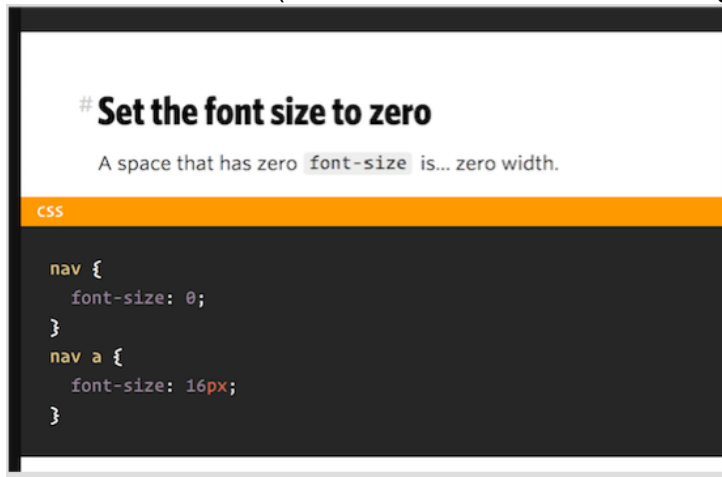 # Set the font size to zero
A space that has zero font-size is... zero width.
CSS
nav {
  font-size: 0;
}
nav a {
  font-size: 16px;
}